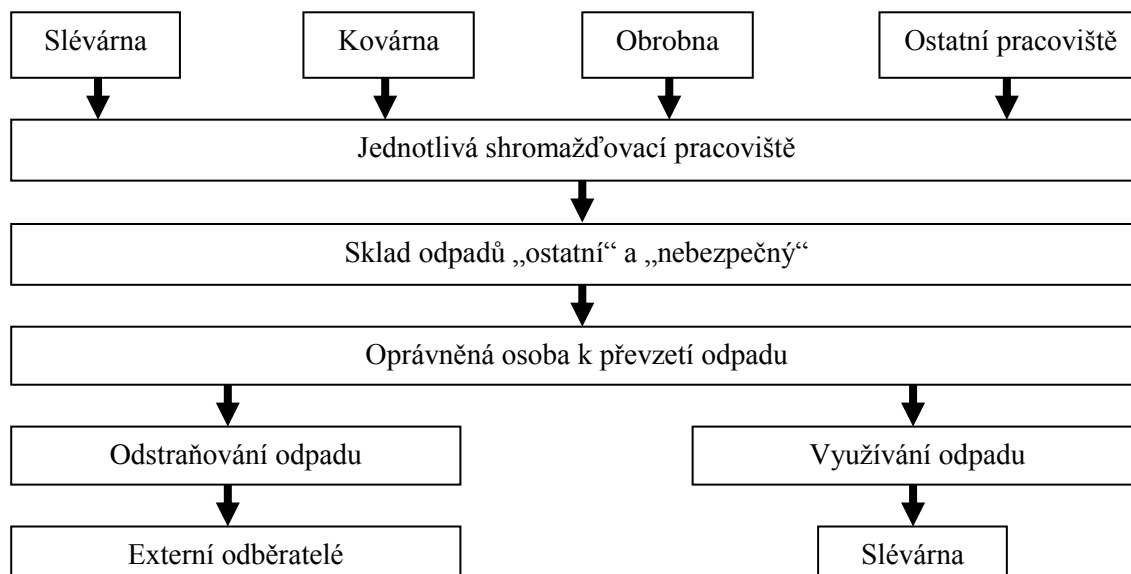 Slévárna
Kovárna
Obrobna
Ostatní pracoviště
Jednotlivá shromažďovací pracoviště
Sklad odpadů „ostatní“ a „nebezpečný“
Oprávněná osoba k převzetí odpadu
Odstraňování odpadu
Využívání odpadu
Externí odběratelé
Slévárna